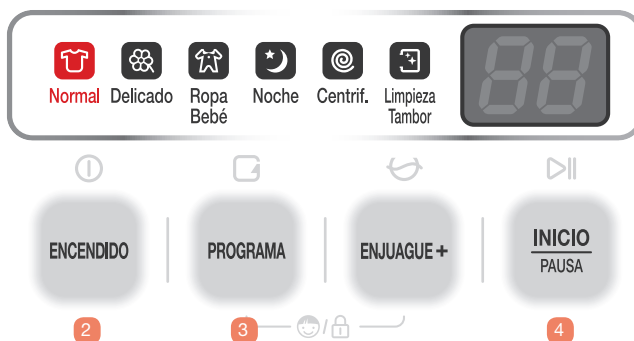 88
Normal Delicado Ropa Bebé Noche Centrif. Limpieza Tambor
ENCENDIDO PROGRAMA ENJUAGUE + INICIO
PAUSA
2 3 / 4